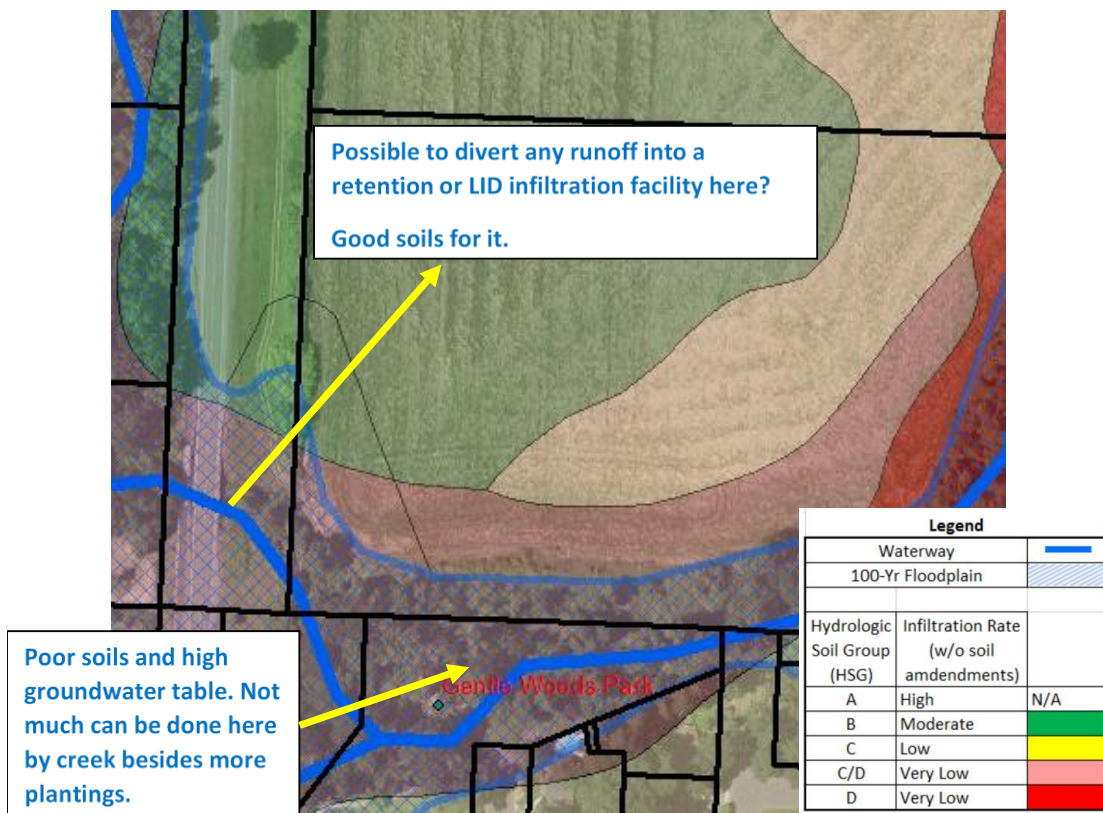 Possible to divert any runoff into a
retention or LID infiltration facility here?
Good soils for it.
Gentle Woods Park
Poor soils and high
groundwater table. Not
much can be done here
by creek besides more
plantings.
Legend
Waterway
100-Yr Floodplain
Hydrologic Soil Group (HSG) Infiltration Rate (w/o soil amdendments)
A High N/A
B Moderate
C Low
C/D Very Low
D Very Low